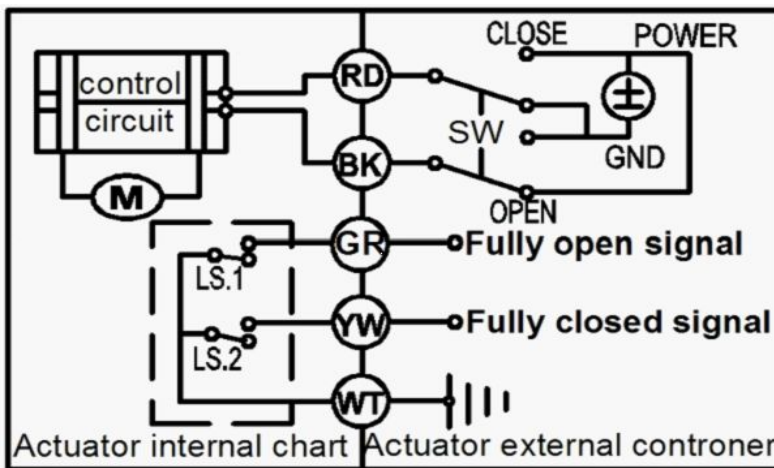 CLOSE POWER
RD
control
circuit
SW
GND
BK
M
OPEN
GR Fully open signal
LS.1
YW Fully closed signal
LS.2
WT
Actuator internal chart Actuator external controner